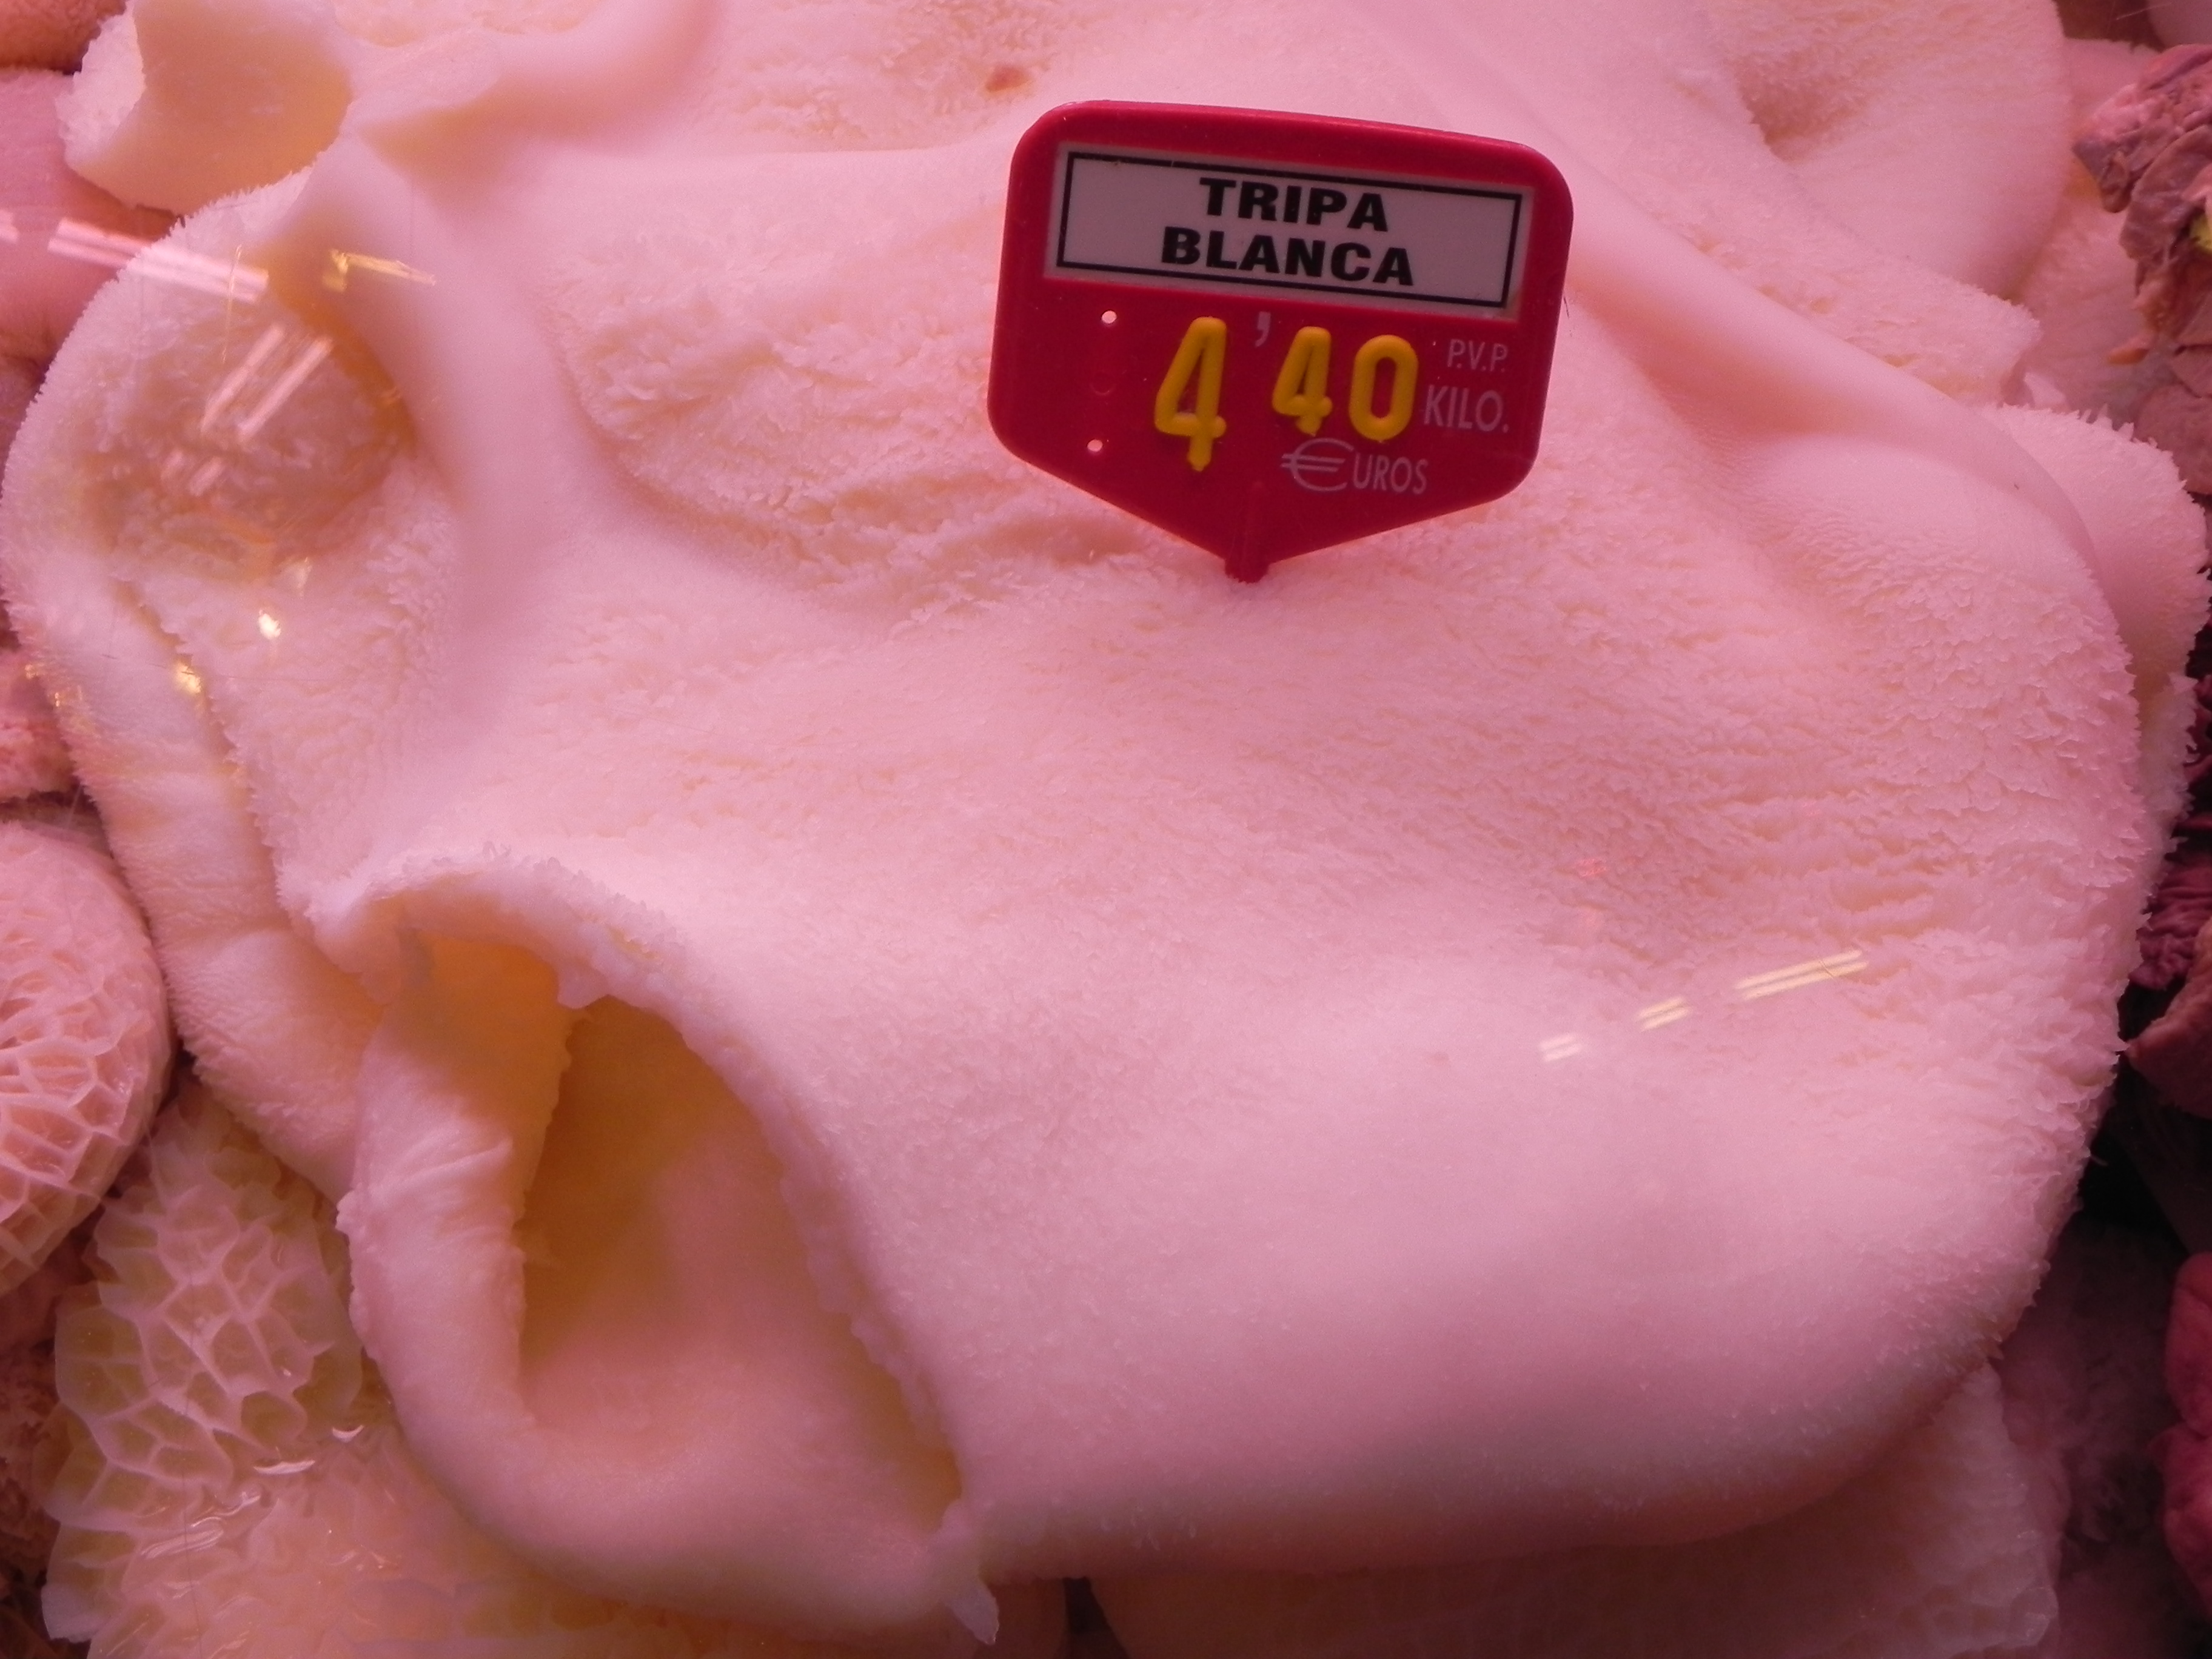 TRIPA
BLANCA
4'40 P.V.P.
KILO.
€UROS